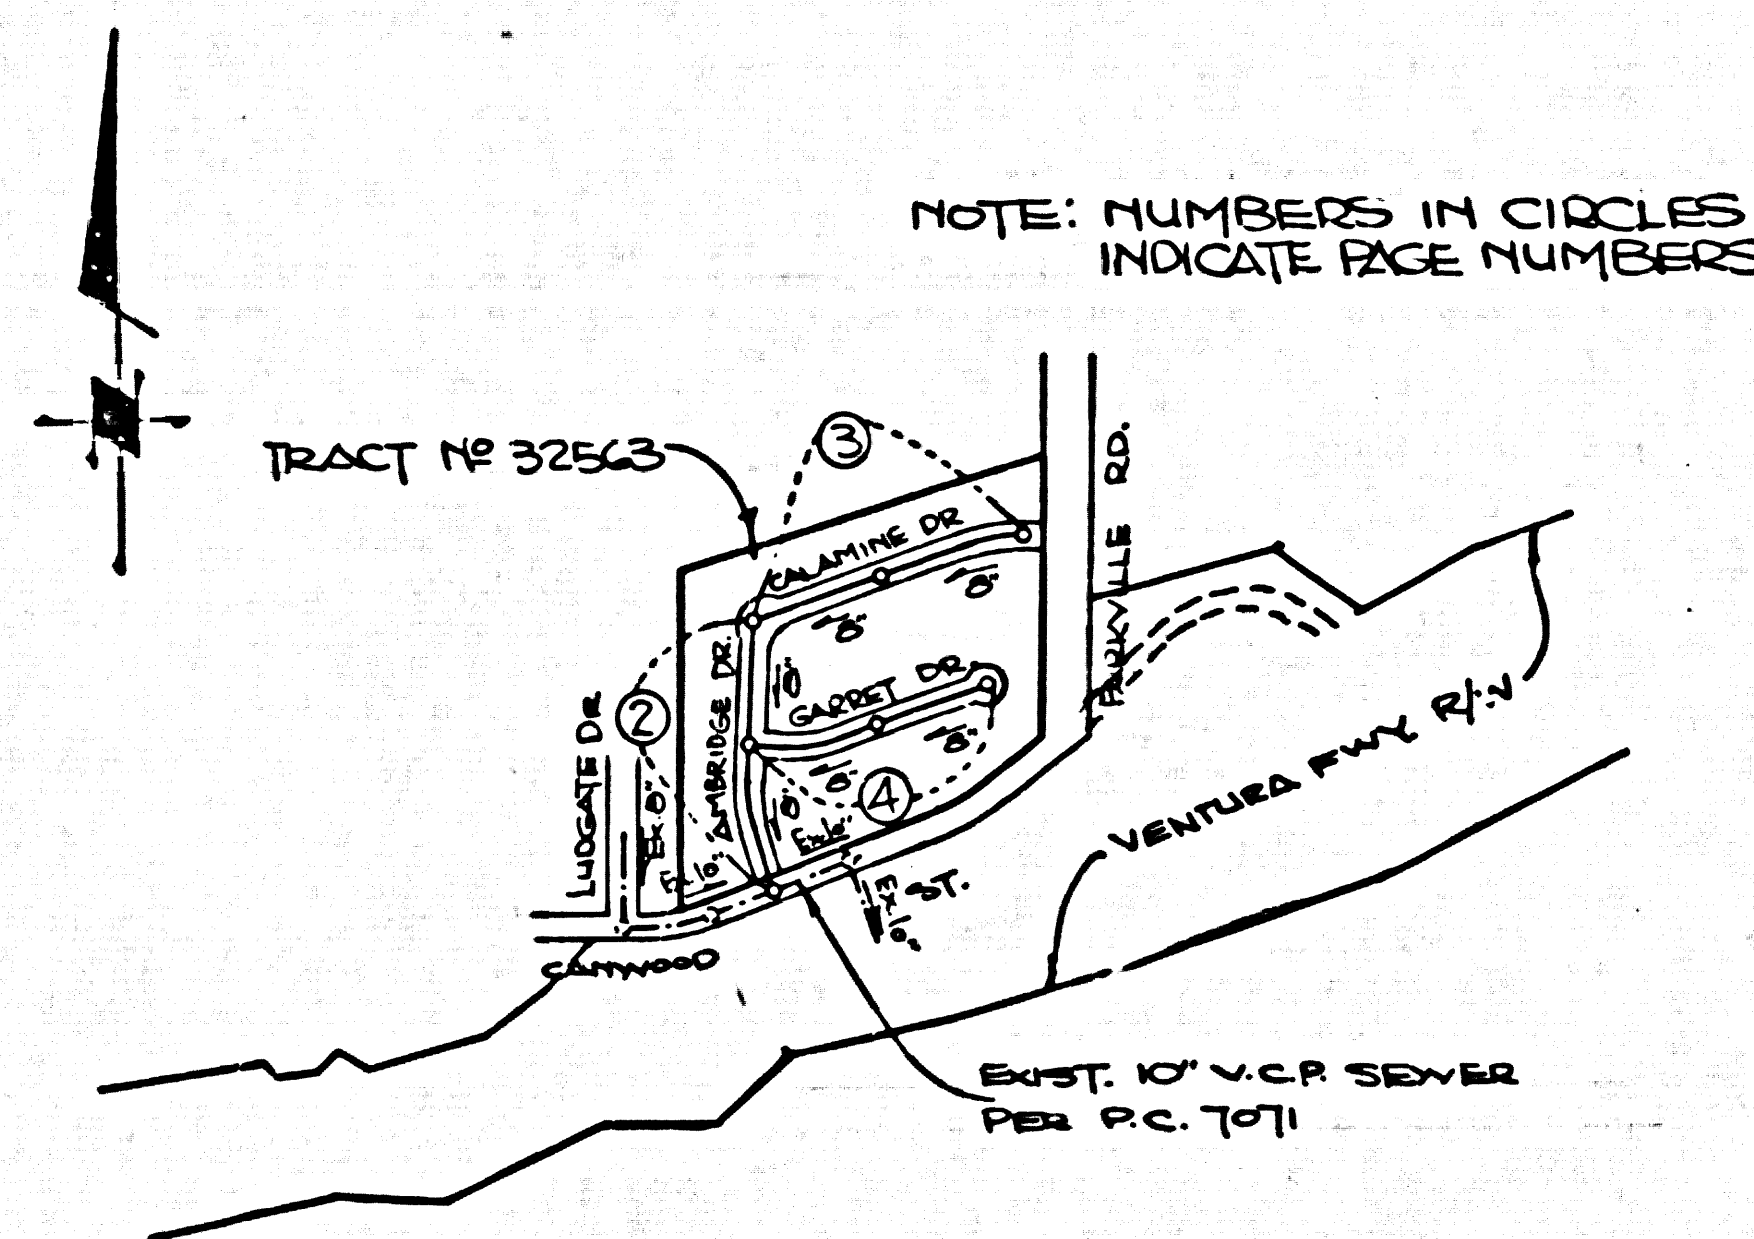 NOTE: NUMBERS IN CIRCLES
INDICATE PAGE NUMBERS
TRACT Nº 32563
3
PARKVILLE RD.
CALAMINE DR
8"
8"
AMBRIDGE DR.
8"
GARRET DR.
8"
8"
2
LUDGATE DR
EX. 8"
4
8"
Ex 10"
Ex. 10"
EX 10"
CANWOOD ST.
VENTURA FWY. R/W
EXIST. 10" V.C.P. SEWER
PER P.C. 7071